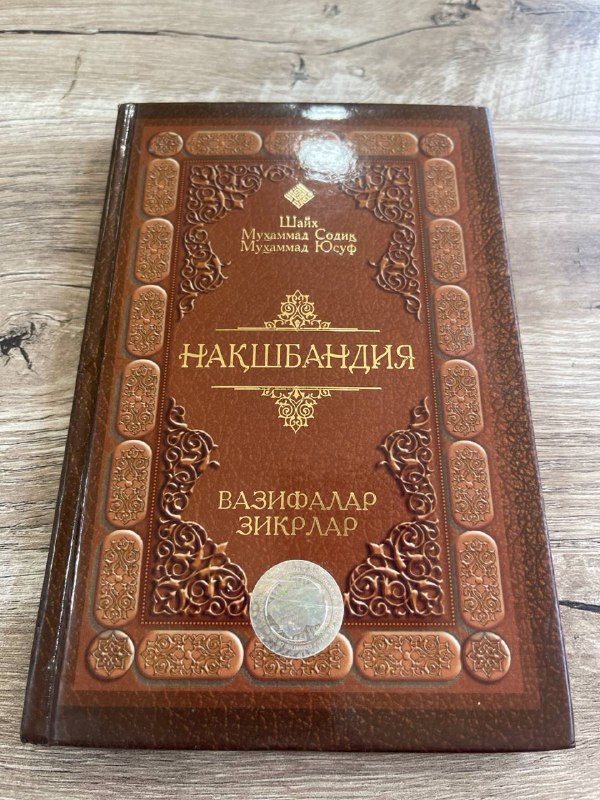 Шайх
Муҳаммад Содиқ
Муҳаммад Юсуф
НАҚШБАНДИЯ
ВАЗИФАЛАР
ЗИКРЛАР